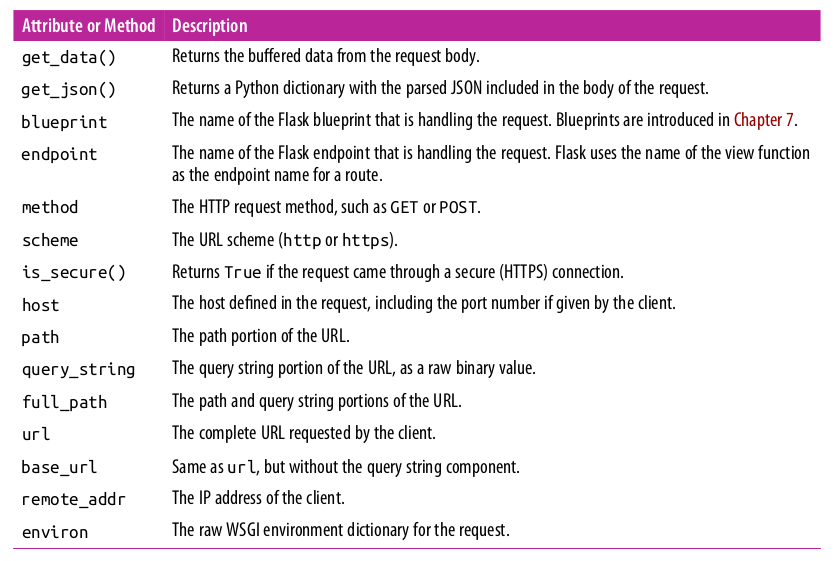 Attribute or Method Description
get_data() Returns the buffered data from the request body.
get_json() Returns a Python dictionary with the parsed JSON included in the body of the request.
blueprint The name of the Flask blueprint that is handling the request. Blueprints are introduced in Chapter 7.
endpoint The name of the Flask endpoint that is handling the request. Flask uses the name of the view function
as the endpoint name for a route.
method The HTTP request method, such as GET or POST.
scheme The URL scheme (http or https).
is_secure() Returns True if the request came through a secure (HTTPS) connection.
host The host defined in the request, including the port number if given by the client.
path The path portion of the URL.
query_string The query string portion of the URL, as a raw binary value.
full_path The path and query string portions of the URL.
url The complete URL requested by the client.
base_url Same as url, but without the query string component.
remote_addr The IP address of the client.
environ The raw WSGI environment dictionary for the request.